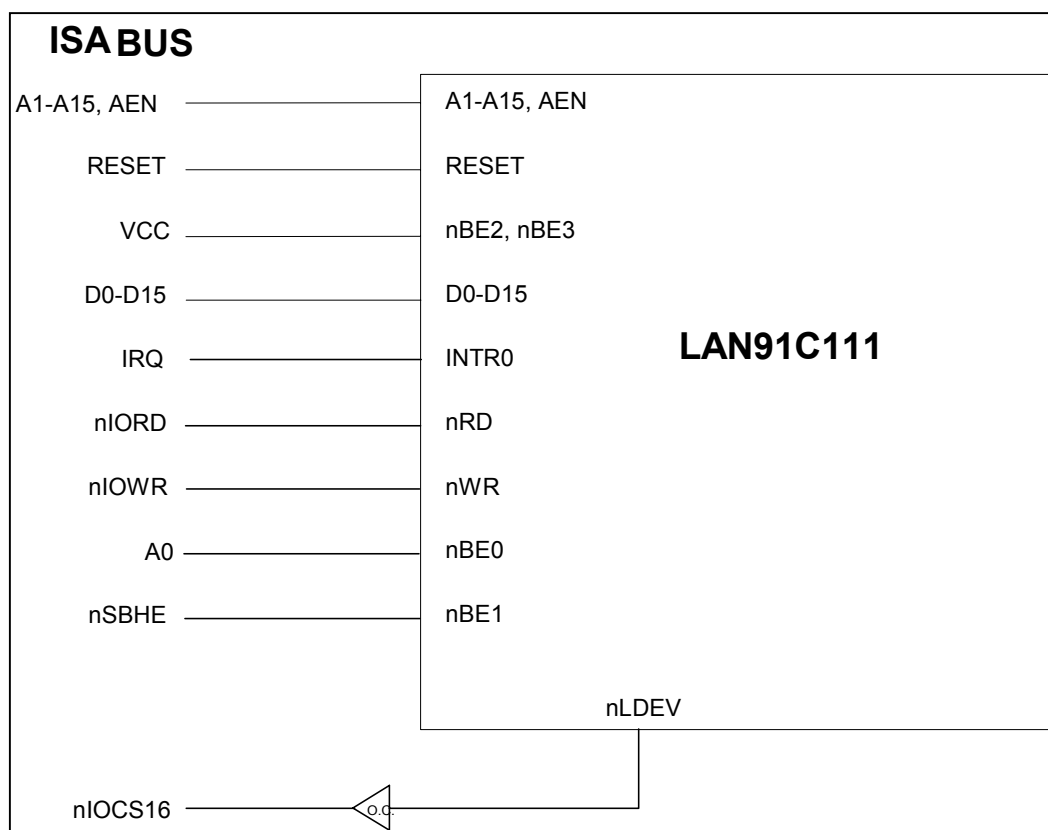 ISA BUS
A1-A15, AEN A1-A15, AEN
RESET RESET
VCC nBE2, nBE3
D0-D15 D0-D15
LAN91C111
IRQ INTR0
nIORD nRD
nIOWR nWR
A0 nBE0
nSBHE nBE1
nLDEV
nIOCS16 O.C.